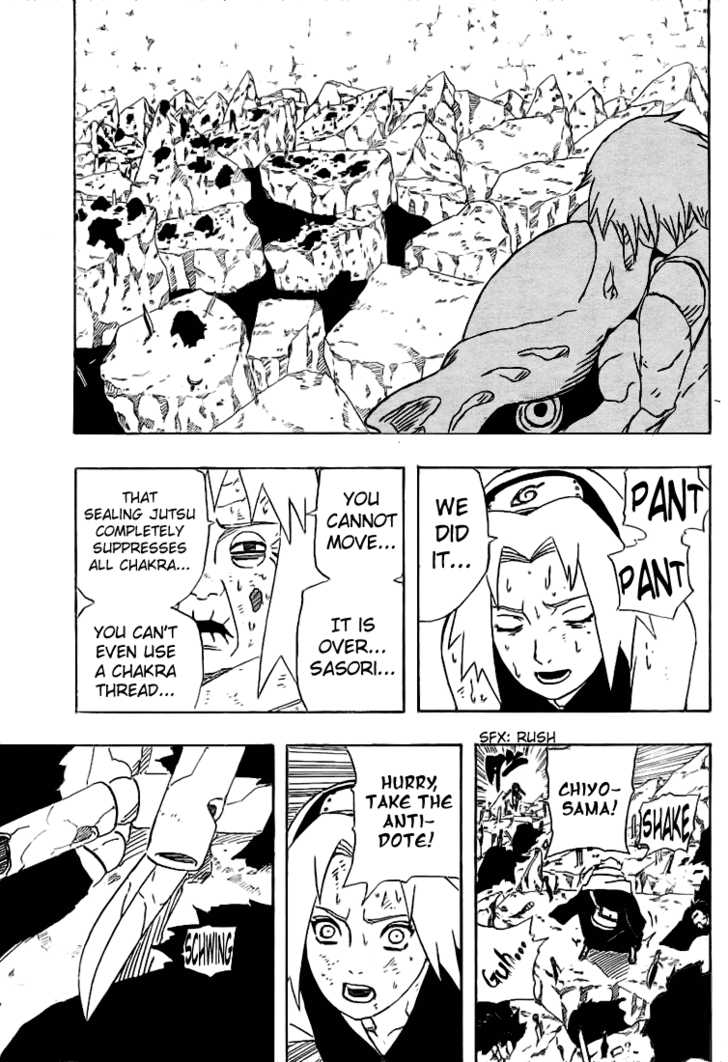 PANT
PANT
WE
DID
IT...
YOU
CANNOT
MOVE...
IT IS
OVER...
SASORI...
THAT
SEALING JUTSU
COMPLETELY
SUPPRESSES
ALL CHAKRA...
YOU CAN'T
EVEN USE
A CHAKRA
THREAD...
SFX: RUSH
CHIYO-
SAMA!
SHAKE
GUH...
HURRY,
TAKE THE
ANTI-
DOTE!
SCHWING